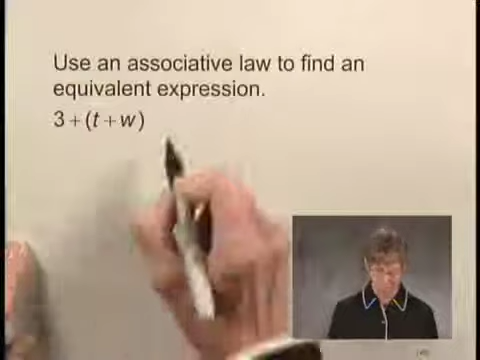 Use an associative law to find an
equivalent expression.
3 + (t + w)